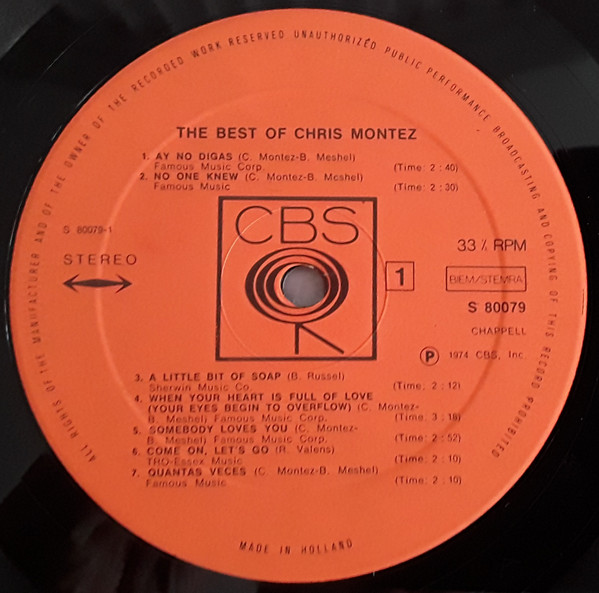 ALL RIGHTS OF THE MANUFACTURER AND OF THE OWNER OF THE RECORDED WORK RESERVED UNAUTHORIZED PUBLIC PERFORMANCE BROADCASTING AND COPYING OF THIS RECORD PROHIBITED
THE BEST OF CHRIS MONTEZ
1. AY NO DIGAS (C. Montez-B. Meshel)
Famous Music Corp. (Time: 2:40)
2. NO ONE KNEW (C. Montez-B. Meshel)
Famous Music (Time: 2:30)
S 80079-1
STEREO
CBS
1
33⅓ RPM
BIEM/STEMRA
S 80079
CHAPPELL
Ⓟ 1974 CBS, Inc.
3. A LITTLE BIT OF SOAP (B. Russel)
Sherwin Music Co. (Time: 2:12)
4. WHEN YOUR HEART IS FULL OF LOVE
(YOUR EYES BEGIN TO OVERFLOW) (C. Montez-
B. Meshel) Famous Music Corp. (Time: 3:18)
5. SOMEBODY LOVES YOU (C. Montez-
B. Meshel) Famous Music Corp. (Time: 2:52)
6. COME ON, LET'S GO (R. Valens)
TRO-Essex Music (Time: 2:10)
7. QUANTAS VECES (C. Montez-B. Meshel)
Famous Music (Time: 2:10)
MADE IN HOLLAND